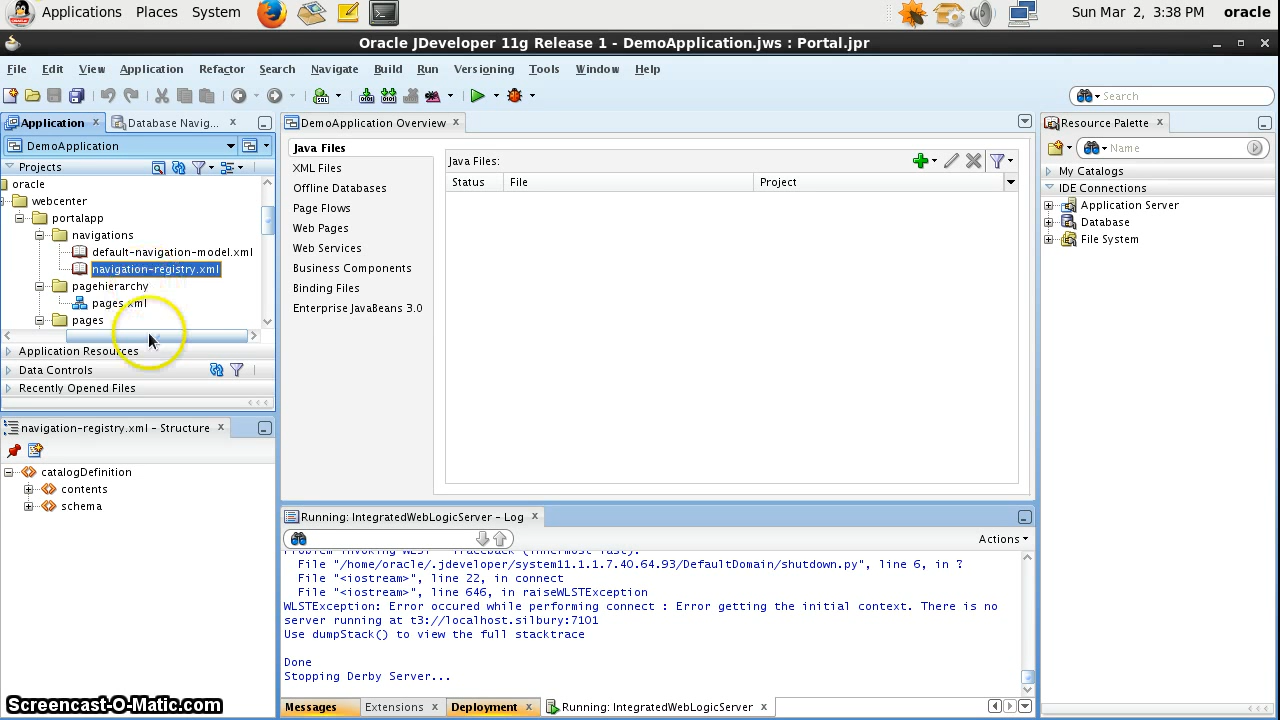 Applications Places System Sun Mar 2, 3:38 PM oracle
Oracle JDeveloper 11g Release 1 - DemoApplication.jws : Portal.jpr
File Edit View Application Refactor Search Navigate Build Run Versioning Tools Window Help
Search
Application
Database Navig...
DemoApplication
Projects
oracle
webcenter
portalapp
navigations
default-navigation-model.xml
navigation-registry.xml
pagehierarchy
pages.xml
pages
Application Resources
Data Controls
Recently Opened Files
navigation-registry.xml - Structure
catalogDefinition
contents
schema
DemoApplication Overview
Java Files
XML Files
Offline Databases
Page Flows
Web Pages
Web Services
Business Components
Binding Files
Enterprise JavaBeans 3.0
Java Files:
Status File Project
Running: IntegratedWebLogicServer - Log
Actions
Problem invoking WLST - Traceback (innermost last):
File "/home/oracle/.jdeveloper/system11.1.1.7.40.64.93/DefaultDomain/shutdown.py", line 6, in ?
File "<iostream>", line 22, in connect
File "<iostream>", line 646, in raiseWLSTException
WLSTException: Error occured while performing connect : Error getting the initial context. There is no
server running at t3://localhost.silbury:7101
Use dumpStack() to view the full stacktrace
Done
Stopping Derby Server...
Messages Extensions Deployment Running: IntegratedWebLogicServer
Resource Palette
Name
My Catalogs
IDE Connections
Application Server
Database
File System
Screencast-O-Matic.com